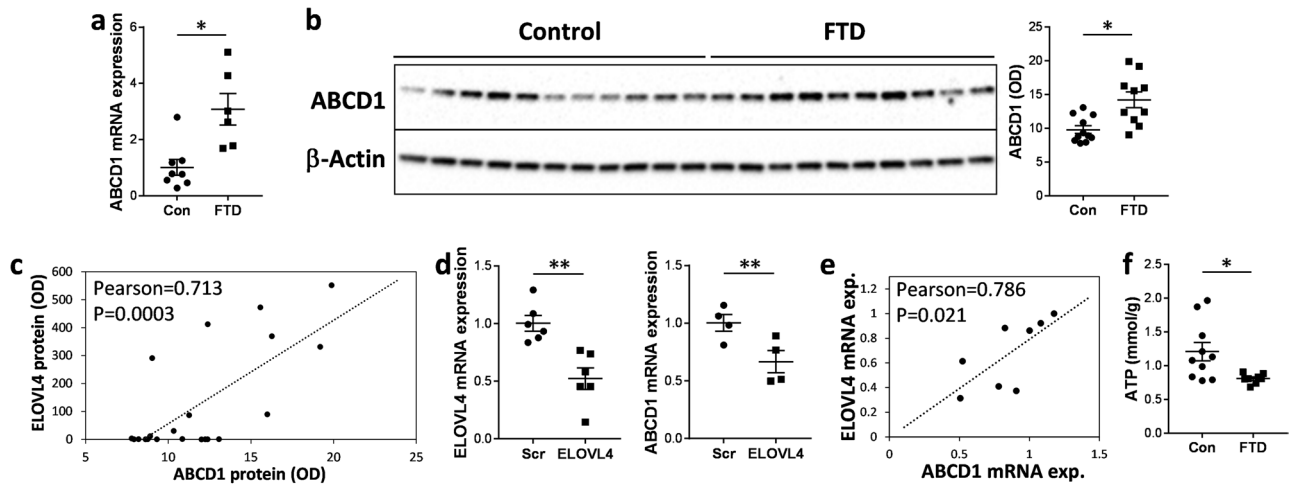 a
ABCD1 mRNA expression
6
4
2
0
*
Con
FTD
b
Control
FTD
ABCD1
β-Actin
ABCD1 (OD)
25
20
15
10
5
0
*
Con
FTD
c
ELOVL4 protein (OD)
600
500
400
300
200
100
0
Pearson=0.713
P=0.0003
5
10
15
20
25
ABCD1 protein (OD)
d
ELOVL4 mRNA expression
1.5
1.0
0.5
0.0
**
Scr
ELOVL4
ABCD1 mRNA expression
1.5
1.0
0.5
0.0
**
Scr
ELOVL4
e
ELOVL4 mRNA exp.
1.2
1
0.8
0.6
0.4
0.2
0
Pearson=0.786
P=0.021
0
0.5
1
1.5
ABCD1 mRNA exp.
f
ATP (mmol/g)
2.5
2.0
1.5
1.0
0.5
0.0
*
Con
FTD